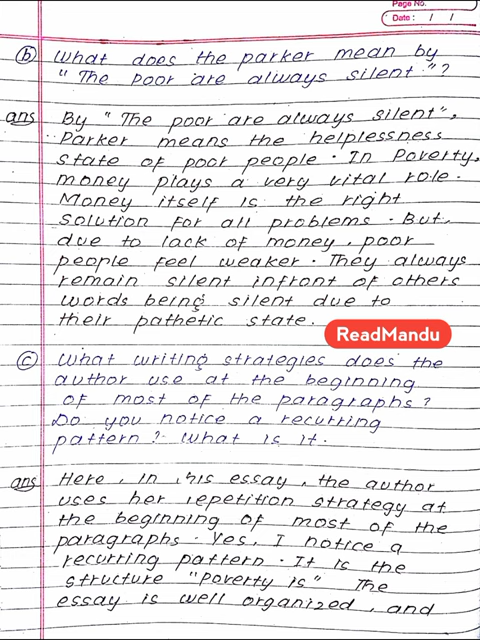 Page No.
Date: / /
(b) What does the parker mean by
"The poor are always silent."?
ans By "The poor are always silent",
Parker means the helplessness
state of poor people. In Poverty,
money plays a very vital role.
Money itself is the right
solution for all problems. But,
due to lack of money, poor
people feel weaker. They always
remain silent infront of others
words being silent due to
their pathetic state.
ReadMandu
(c) What writing strategies does the
author use at the beginning
of most of the paragraphs?
Do you notice a recurring
pattern? What is it.
ans Here, in this essay, the author
uses her repetition strategy at
the beginning of most of the
paragraphs. Yes, I notice a
recurring pattern. It is the
structure "Poverty is" The
essay is well organized, and